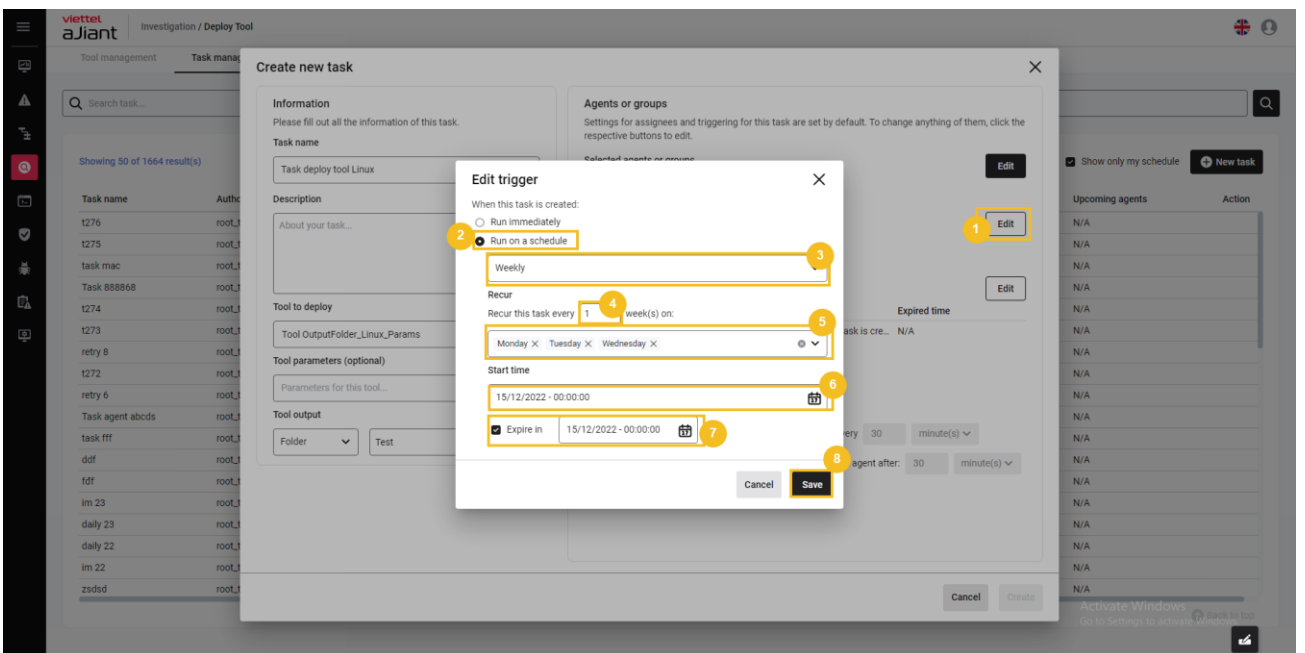 viettel
aJiant
Investigation / Deploy Tool
Tool management
Task manag
Search task...
Showing 50 of 1664 result(s)
Show only my schedule
New task
Task name
Autho
Upcoming agents
Action
t276
root_t
N/A
t275
root_t
N/A
task mac
root_t
N/A
Task 888868
root_t
N/A
t274
root_t
N/A
t273
root_t
N/A
retry 8
root_t
N/A
t272
root_t
N/A
retry 6
root_t
N/A
Task agent abcds
root_t
N/A
task fff
root_t
N/A
ddf
root_t
N/A
fdf
root_t
N/A
im 23
root_t
N/A
daily 23
root_t
N/A
daily 22
root_t
N/A
im 22
root_t
N/A
zsdsd
root_t
N/A
Create new task
Information
Please fill out all the information of this task.
Task name
Task deploy tool Linux
Description
About your task...
Tool to deploy
Tool OutputFolder_Linux_Params
Tool parameters (optional)
Parameters for this tool...
Tool output
Folder
Test
Agents or groups
Settings for assignees and triggering for this task are set by default. To change anything of them, click the
respective buttons to edit.
Selected agents or groups
Edit
1
Edit
Edit
Expired time
ask is cre...
N/A
ery
30
minute(s)
agent after:
30
minute(s)
Cancel
Create
Edit trigger
When this task is created:
Run immediately
2
Run on a schedule
3
Weekly
Recur
4
Recur this task every
1
week(s) on:
5
Monday
Tuesday
Wednesday
Start time
6
15/12/2022 - 00:00:00
17
Expire in
15/12/2022 - 00:00:00
17
7
8
Cancel
Save
Activate Windows
Go to Settings to activate Windows.
Back to top